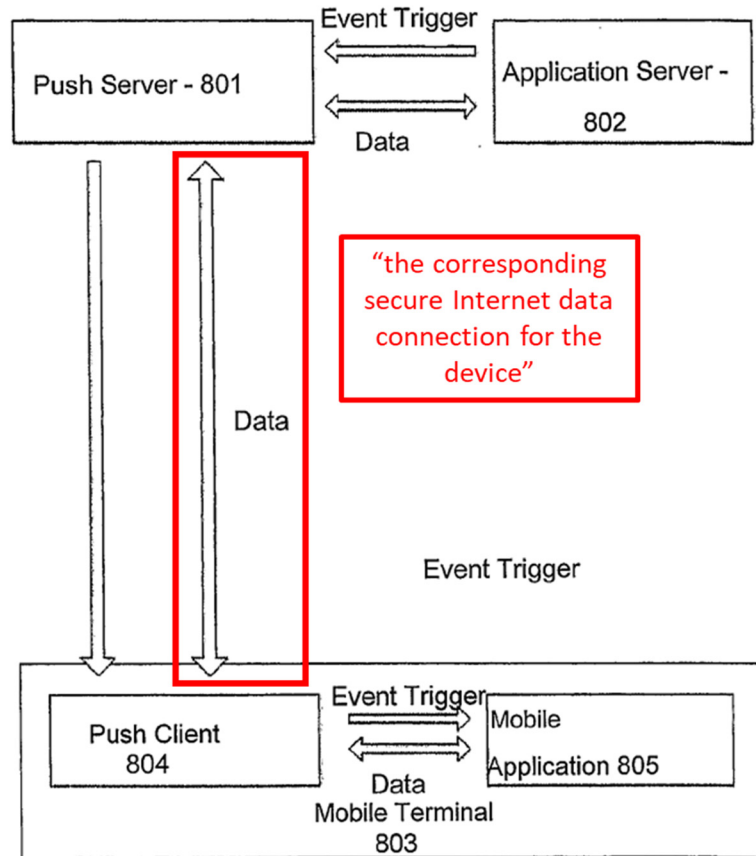 Event Trigger
Push Server - 801
Application Server -
802
Data
“the corresponding
secure Internet data
connection for the
device”
Data
Event Trigger
Event Trigger
Push Client
804
Mobile
Application 805
Data
Mobile Terminal
803